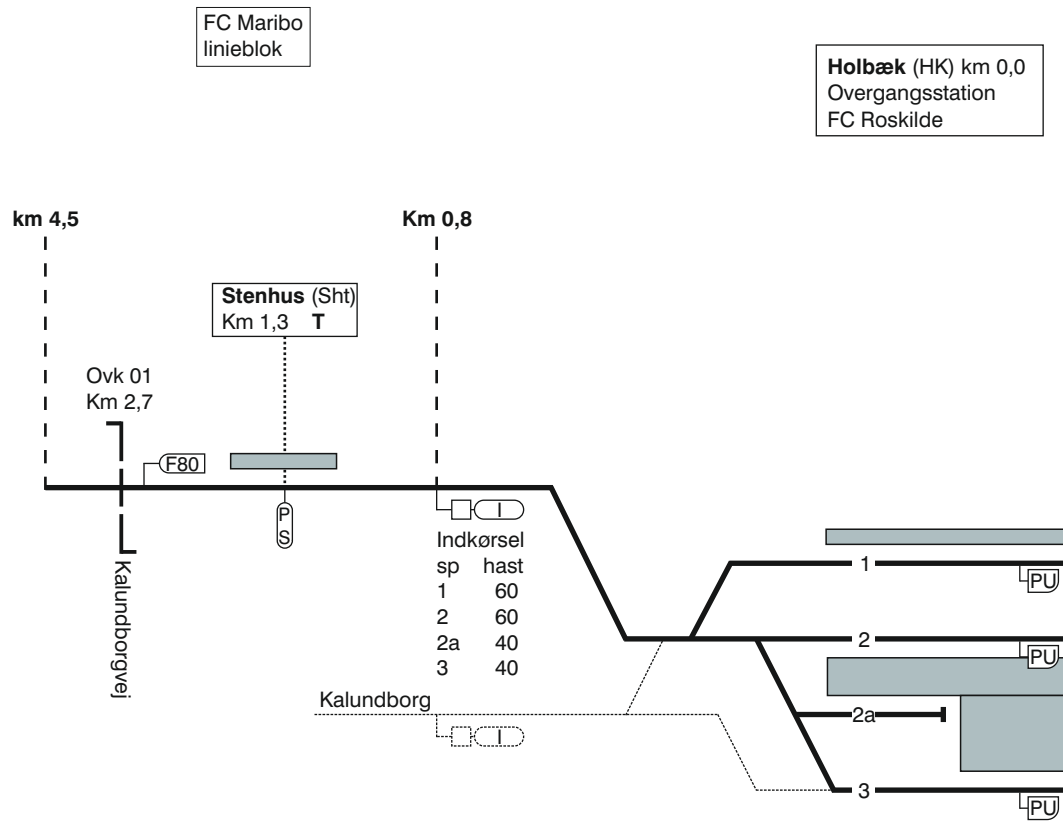 FC Maribo
linieblok
Holbæk (HK) km 0,0
Overgangsstation
FC Roskilde
km 4,5
Km 0,8
Stenhus (Sht)
Km 1,3 T
Ovk 01
Km 2,7
F80
P
S
I
Indkørsel
sp hast
1 60
2 60
2a 40
3 40
Kalundborgvej
1
PU
2
PU
Kalundborg
2a
I
3
PU